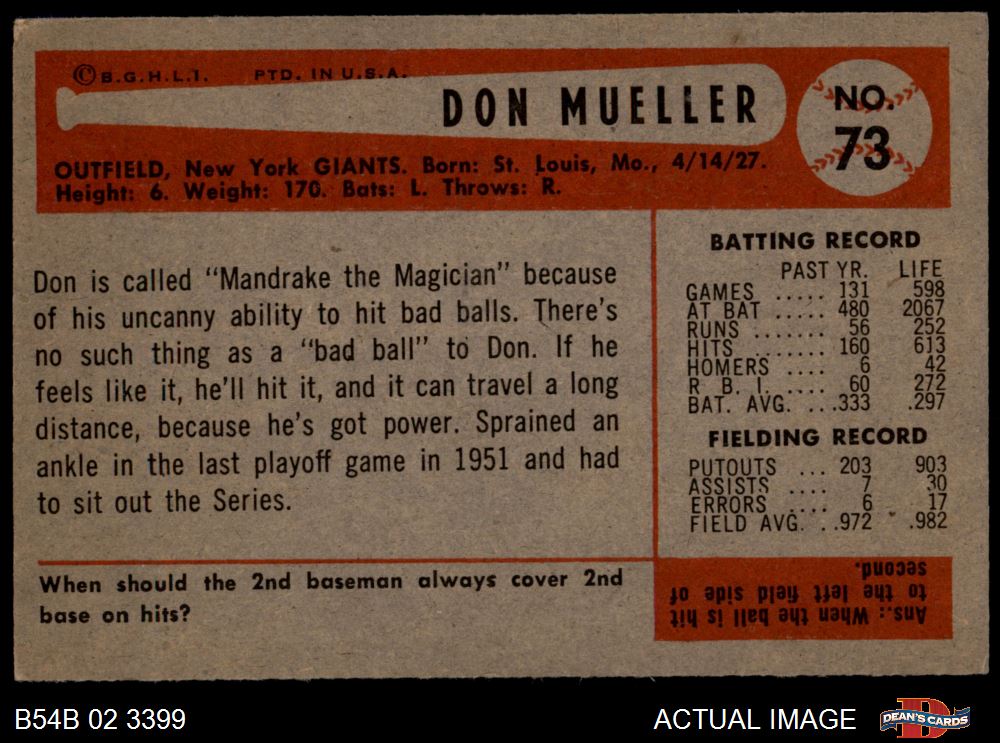 ©B.G.H.L.I. PTD. IN U.S.A.
DON MUELLER
NO.
73
OUTFIELD, New York GIANTS. Born: St. Louis, Mo., 4/14/27.
Height: 6. Weight: 170. Bats: L. Throws: R.
Don is called "Mandrake the Magician" because
of his uncanny ability to hit bad balls. There's
no such thing as a "bad ball" to Don. If he
feels like it, he'll hit it, and it can travel a long
distance, because he's got power. Sprained an
ankle in the last playoff game in 1951 and had
to sit out the Series.
When should the 2nd baseman always cover 2nd
base on hits?
BATTING RECORD
PAST YR. LIFE
GAMES ..... 131 598
AT BAT ..... 480 2067
RUNS ....... 56 252
HITS ....... 160 613
HOMERS .... 6 42
R. B. I. .... 60 272
BAT. AVG. ...333 .297
FIELDING RECORD
PUTOUTS ... 203 903
ASSISTS .... 7 30
ERRORS .... 6 17
FIELD AVG. ..972 .982
Ans.: When the ball is hit
to the left field side of
second.
B54B 02 3399
ACTUAL IMAGE
D
DEAN'S CARDS